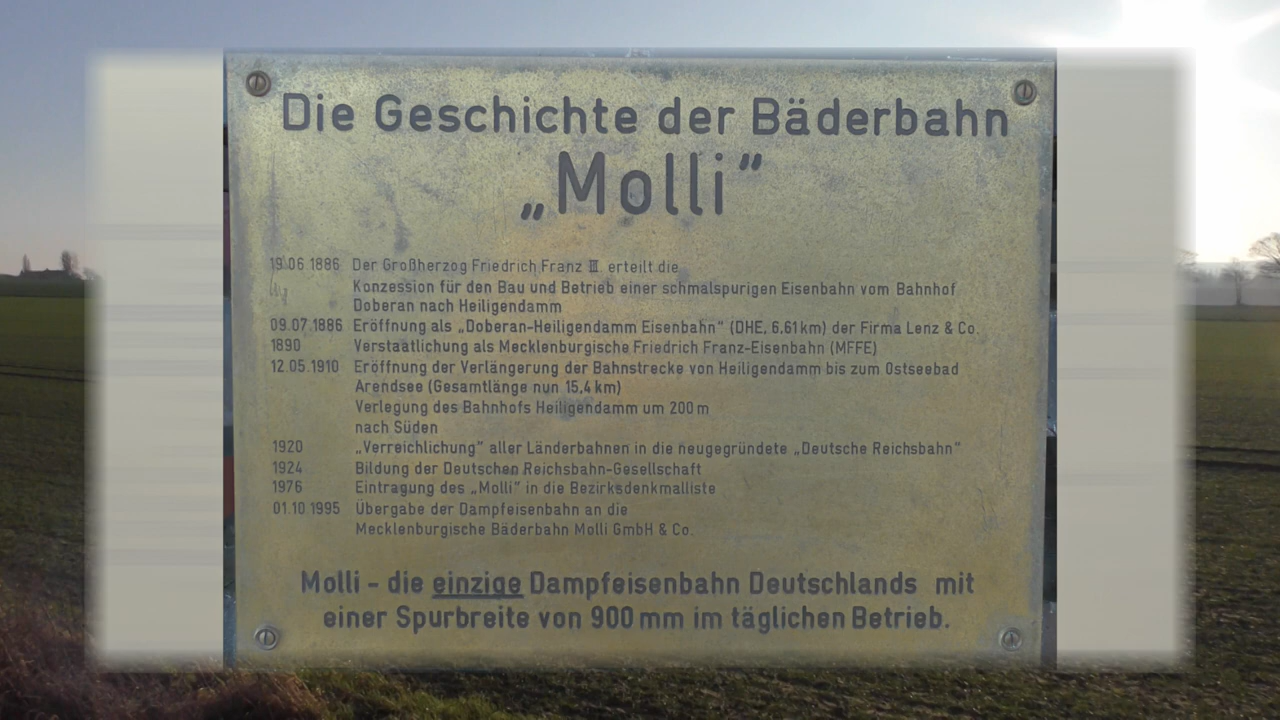 Die Geschichte der Bäderbahn
„Molli”
19.06 1886 Der Großherzog Friedrich Franz III. erteilt die
Konzession für den Bau und Betrieb einer schmalspurigen Eisenbahn vom Bahnhof
Doberan nach Heiligendamm
09.07.1886 Eröffnung als „Doberan-Heiligendamm Eisenbahn” (DHE, 6,61 km) der Firma Lenz & Co.
1890 Verstaatlichung als Mecklenburgische Friedrich Franz-Eisenbahn (MFFE)
12.05.1910 Eröffnung der Verlängerung der Bahnstrecke von Heiligendamm bis zum Ostseebad
Arendsee (Gesamtlänge nun 15,4 km)
Verlegung des Bahnhofs Heiligendamm um 200 m
nach Süden
1920 „Verreichlichung” aller Länderbahnen in die neugegründete „Deutsche Reichsbahn”
1924 Bildung der Deutschen Reichsbahn-Gesellschaft
1976 Eintragung des „Molli” in die Bezirksdenkmalliste
01.10.1995 Übergabe der Dampfeisenbahn an die
Mecklenburgische Bäderbahn Molli GmbH & Co.
Molli - die einzige Dampfeisenbahn Deutschlands mit
einer Spurbreite von 900 mm im täglichen Betrieb.